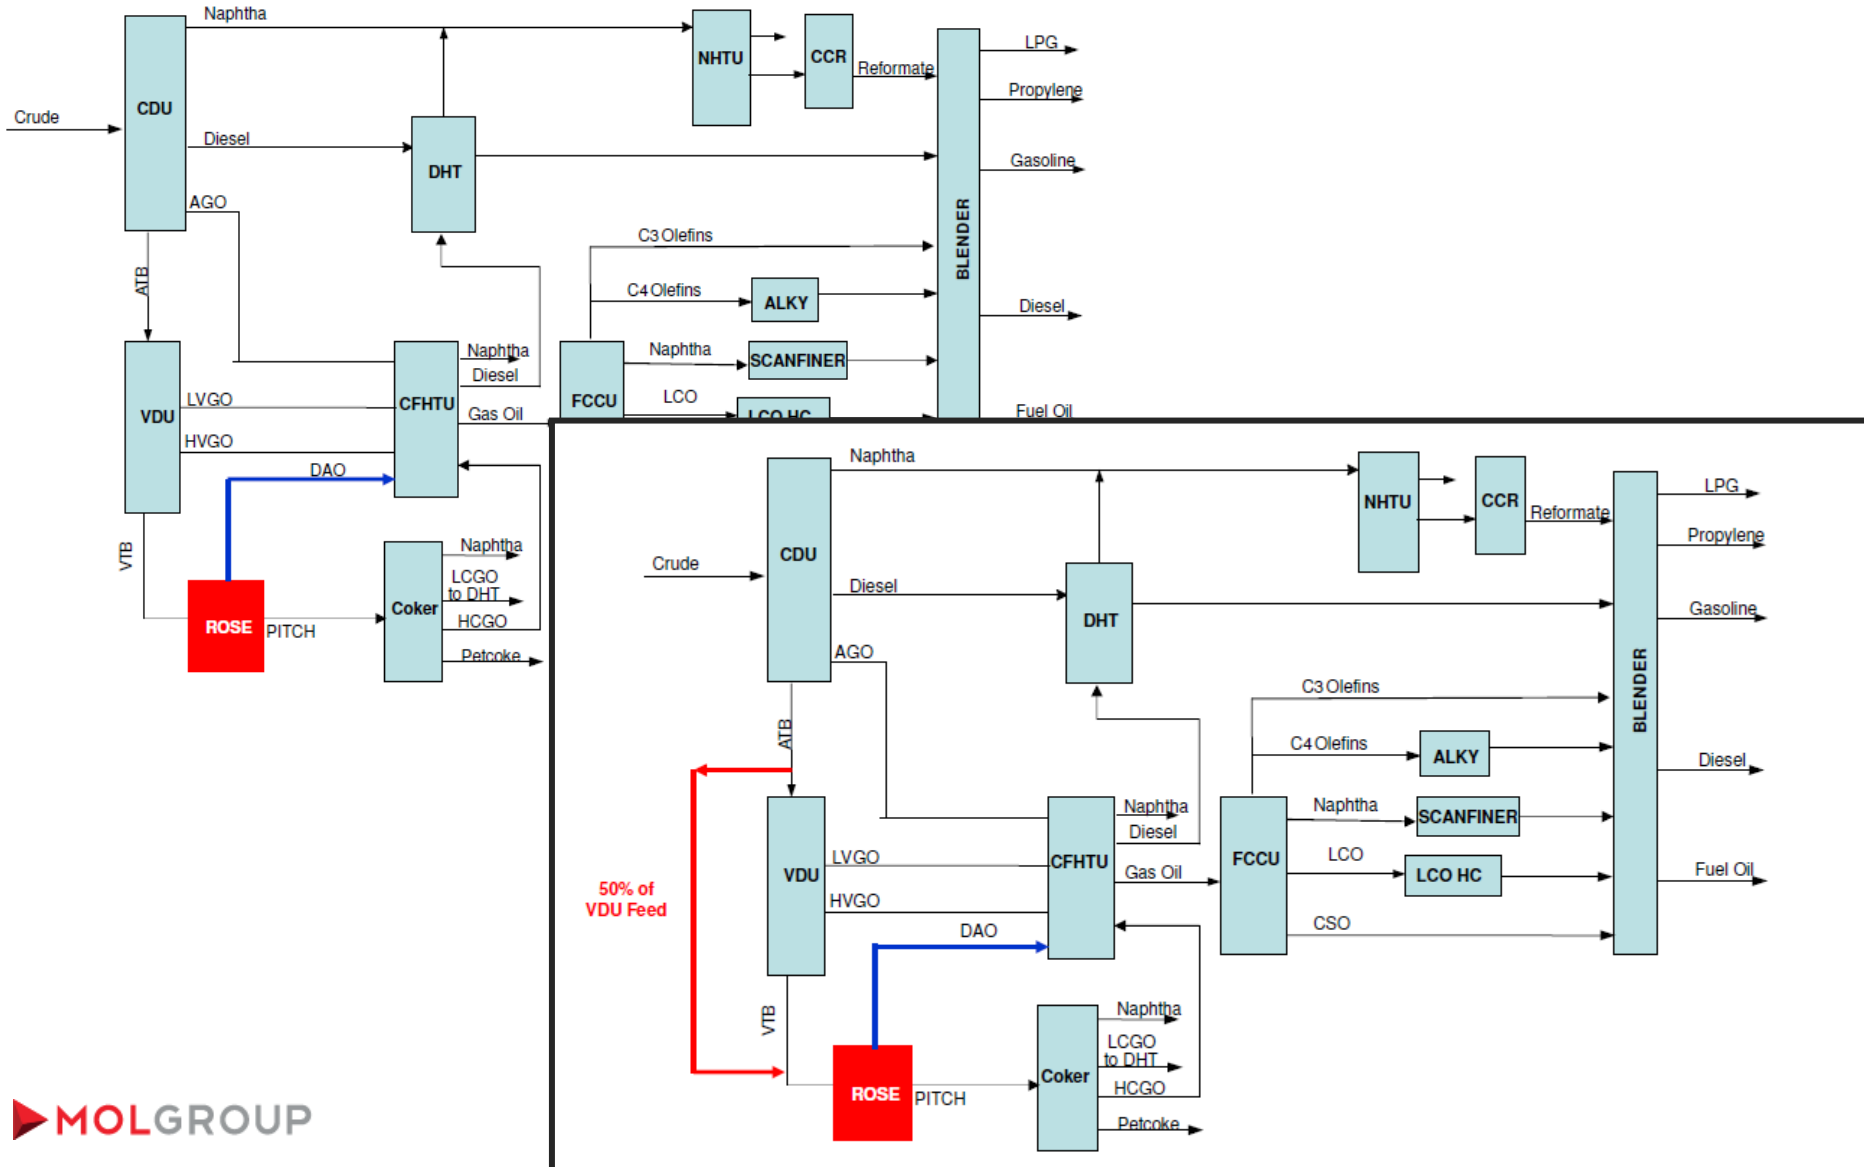 Naphtha
NHTU
CCR
Reformate
LPG
Propylene
CDU
Crude
Diesel
DHT
Gasoline
AGO
BLENDER
C3 Olefins
ATB
C4 Olefins
ALKY
Diesel
Naphtha
Diesel
Naphtha
SCANFINER
VDU
LVGO
CFHTU
Gas Oil
FCCU
LCO
LCO HC
Fuel Oil
HVGO
DAO
VTB
Naphtha
LCGO
to DHT
Coker
HCGO
ROSE
PITCH
Petcoke
Naphtha
NHTU
CCR
Reformate
LPG
Propylene
CDU
Crude
Diesel
DHT
Gasoline
AGO
BLENDER
C3 Olefins
ATB
C4 Olefins
ALKY
Diesel
Naphtha
Diesel
Naphtha
SCANFINER
VDU
LVGO
CFHTU
Gas Oil
FCCU
LCO
LCO HC
Fuel Oil
50% of
VDU Feed
HVGO
DAO
CSO
VTB
Naphtha
LCGO
to DHT
Coker
HCGO
ROSE
PITCH
Petcoke
MOLGROUP